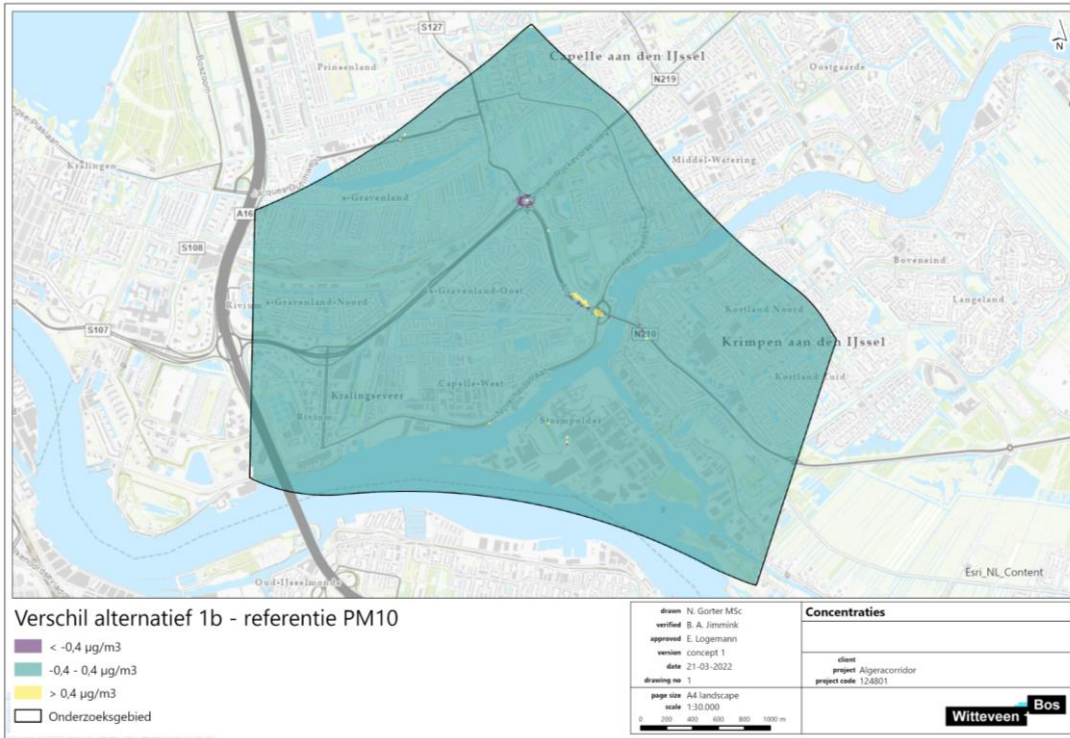 S127
Capelle aan den IJssel
N
Prinsenland
Oostgaarde
N219
Boszoom
Kralingen
Middel-Watering
s-Gravenland
A16
S108
Boveneind
Rivium
s-Gravenland-Noord
s-Gravenland-Oost
Langeland
Kortland Noord
S107
N210
Krimpen aan den IJssel
Kortland Zuid
Capelle-West
Kralingseveer
Rivium
Stormpolder
Oud-IJsselmonde
Esri_NL_Content
Verschil alternatief 1b - referentie PM10
< -0,4 µg/m3
-0,4 - 0,4 µg/m3
> 0,4 µg/m3
Onderzoeksgebied
drawn N. Gorter MSc
verified B. A. Jimmink
approved E. Logemann
version concept 1
date 21-03-2022
drawing no 1
page size A4 landscape
scale 1:30.000
0 200 400 600 800 1000 m
Concentraties
client
project Algeracorridor
project code 124801
Witteveen + Bos